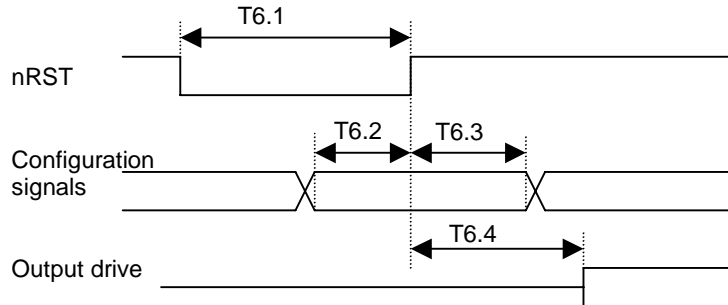 T6.1
nRST
T6.2
T6.3
Configuration
signals
T6.4
Output drive